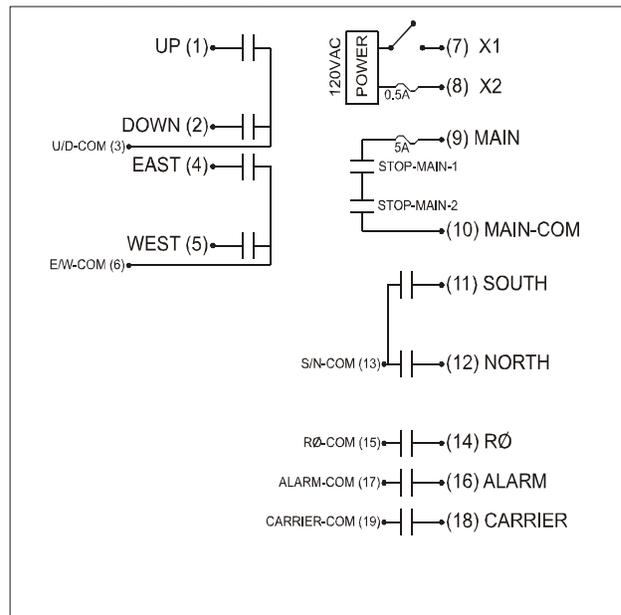 UP (1)
DOWN (2)
U/D-COM (3)
EAST (4)
WEST (5)
E/W-COM (6)
120VAC
POWER
(7) X1
0.5A
(8) X2
(9) MAIN
5A
STOP-MAIN-1
STOP-MAIN-2
(10) MAIN-COM
(11) SOUTH
S/N-COM (13)
(12) NORTH
RØ-COM (15)
(14) RØ
ALARM-COM (17)
(16) ALARM
CARRIER-COM (19)
(18) CARRIER